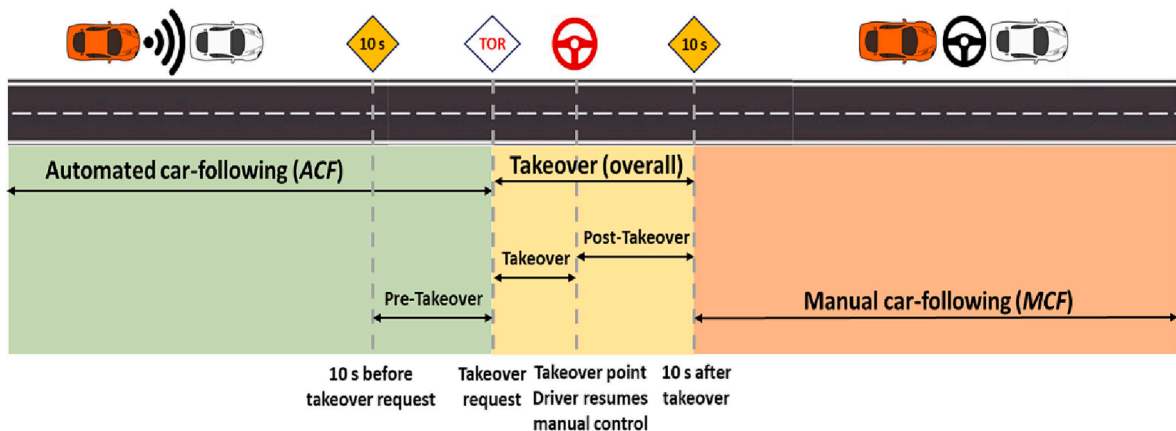 10 s
TOR
10 s
Automated car-following (ACF)
Takeover (overall)
Post-Takeover
Takeover
Pre-Takeover
Manual car-following (MCF)
10 s before
takeover request
Takeover
request
Takeover point
Driver resumes
manual control
10 s after
takeover